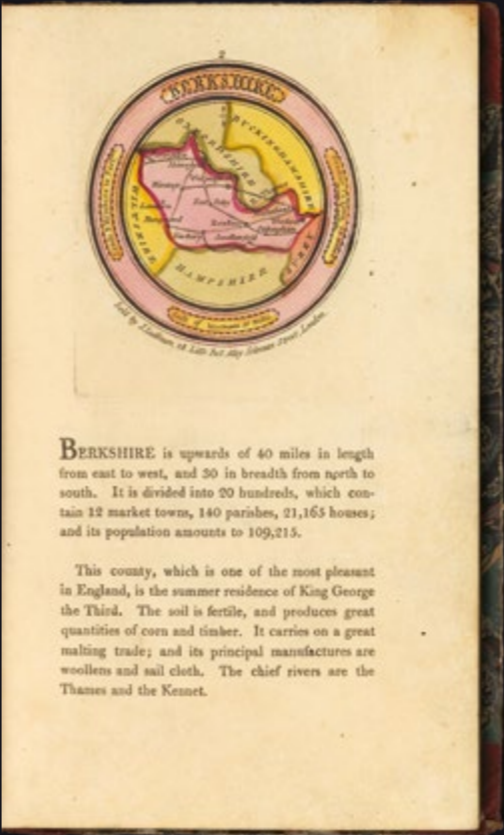 2
BERKSHIRE
OXFORDSHIRE
BUCKINGHAMSHIRE
WILTSHIRE
SURREY
HAMPSHIRE
Sold by
London
BERKSHIRE is upwards of 40 miles in length
from east to west, and 30 in breadth from north to
south. It is divided into 20 hundreds, which con-
tain 12 market towns, 140 parishes, 21,165 houses;
and its population amounts to 109,215.
This county, which is one of the most pleasant
in England, is the summer residence of King George
the Third. The soil is fertile, and produces great
quantities of corn and timber. It carries on a great
malting trade; and its principal manufactures are
woollens and sail cloth. The chief rivers are the
Thames and the Kennet.